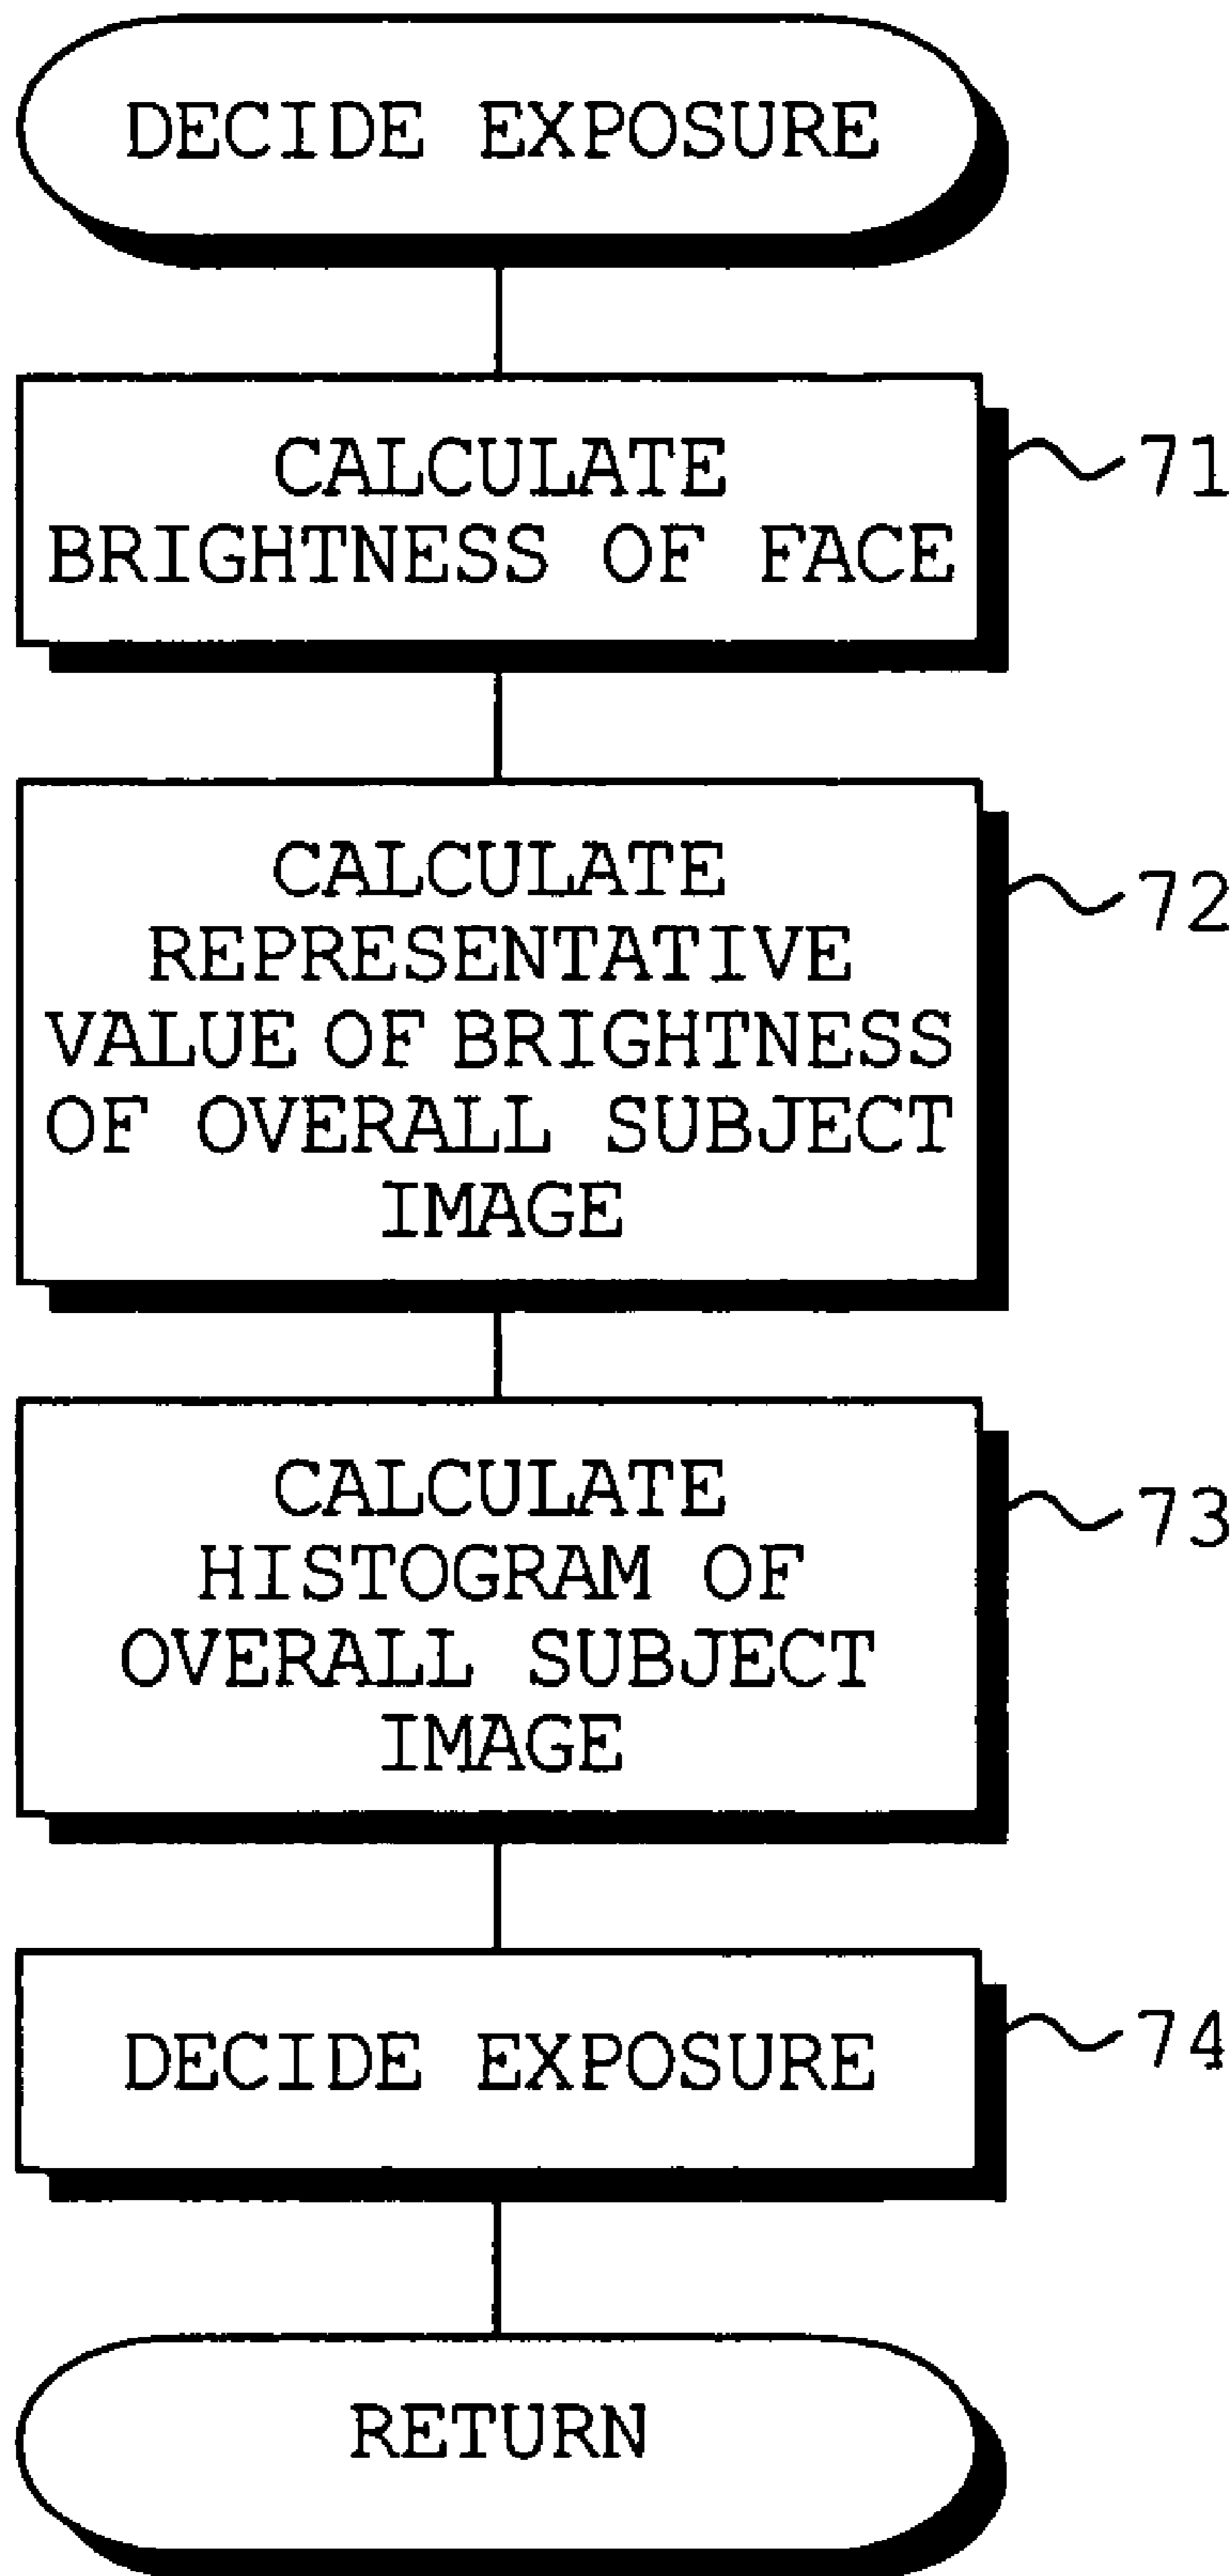 DECIDE EXPOSURE
CALCULATE
BRIGHTNESS OF FACE
71
CALCULATE
REPRESENTATIVE
VALUE OF BRIGHTNESS
OF OVERALL SUBJECT
IMAGE
72
CALCULATE
HISTOGRAM OF
OVERALL SUBJECT
IMAGE
73
DECIDE EXPOSURE
74
RETURN